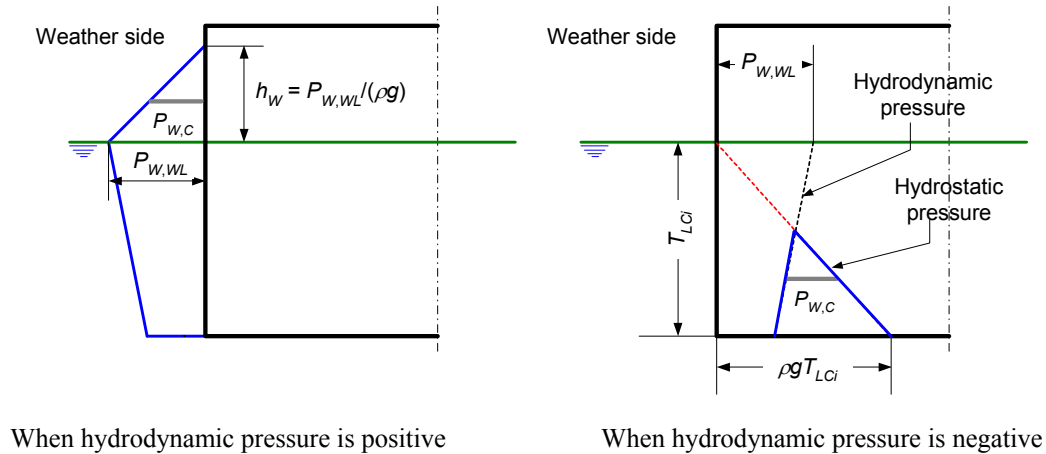 Weather side
h_W = P_W,WL/(ρg)
P_W,C
P_W,WL
When hydrodynamic pressure is positive
Weather side
P_W,WL
Hydrodynamic
pressure
Hydrostatic
pressure
T_LCi
P_W,C
ρgT_LCi
When hydrodynamic pressure is negative